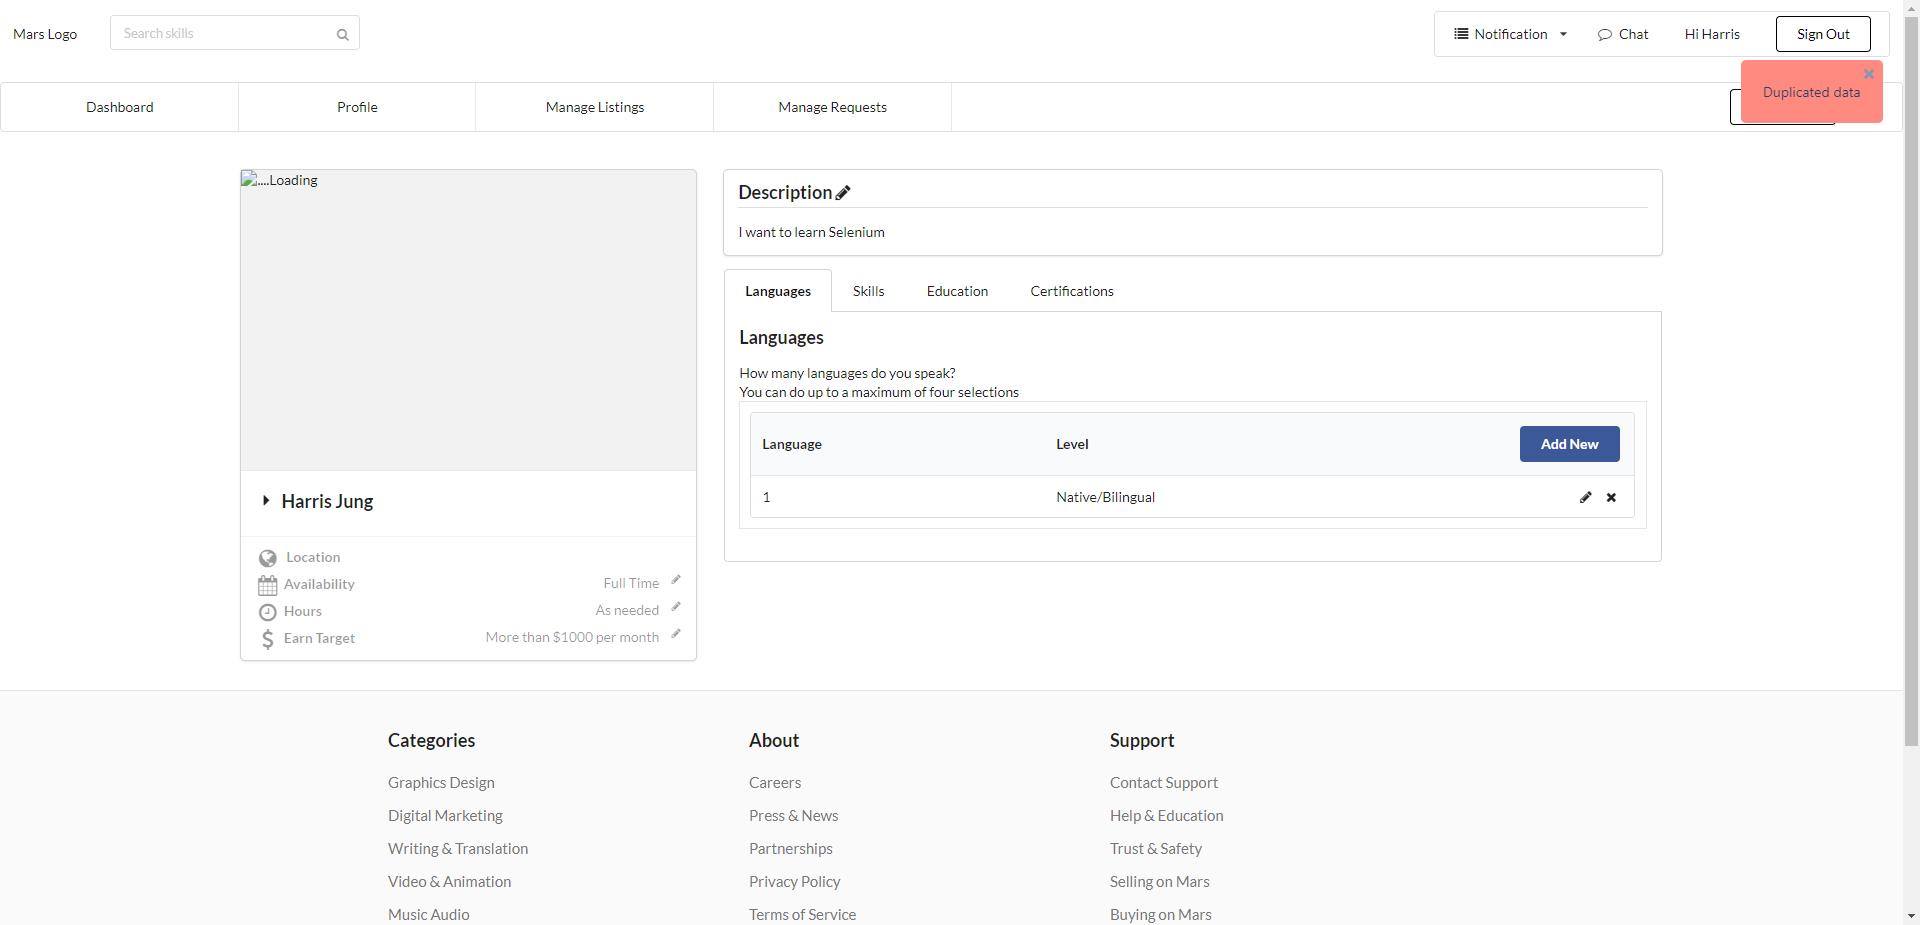 Mars Logo
Search skills
Notification
Chat
Hi Harris
Sign Out
Duplicated data
Dashboard
Profile
Manage Listings
Manage Requests
....Loading
Description
I want to learn Selenium
Languages
Skills
Education
Certifications
Languages
How many languages do you speak?
You can do up to a maximum of four selections
Language Level Add New
1 Native/Bilingual
Harris Jung
Location
Availability Full Time
Hours As needed
Earn Target More than $1000 per month
Categories
Graphics Design
Digital Marketing
Writing & Translation
Video & Animation
Music Audio
About
Careers
Press & News
Partnerships
Privacy Policy
Terms of Service
Support
Contact Support
Help & Education
Trust & Safety
Selling on Mars
Buying on Mars